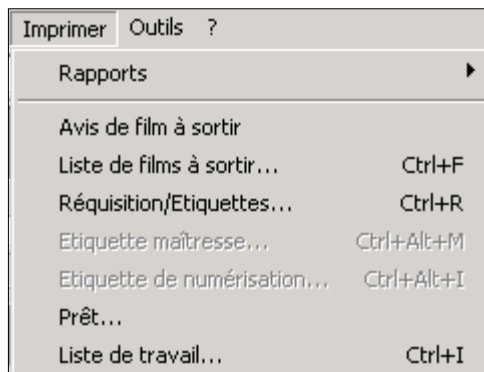 Imprimer Outils ?
Rapports
Avis de film à sortir
Liste de films à sortir... Ctrl+F
Réquisition/Etiquettes... Ctrl+R
Etiquette maîtresse... Ctrl+Alt+M
Etiquette de numérisation... Ctrl+Alt+I
Prêt...
Liste de travail... Ctrl+I